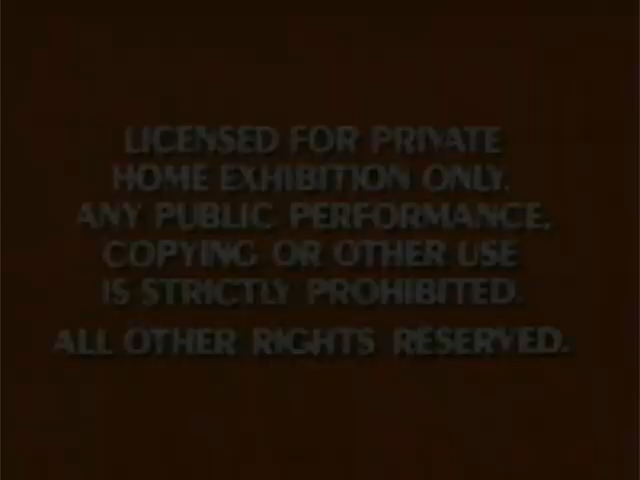 LICENSED FOR PRIVATE
HOME EXHIBITION ONLY.
ANY PUBLIC PERFORMANCE,
COPYING OR OTHER USE
IS STRICTLY PROHIBITED.
ALL OTHER RIGHTS RESERVED.